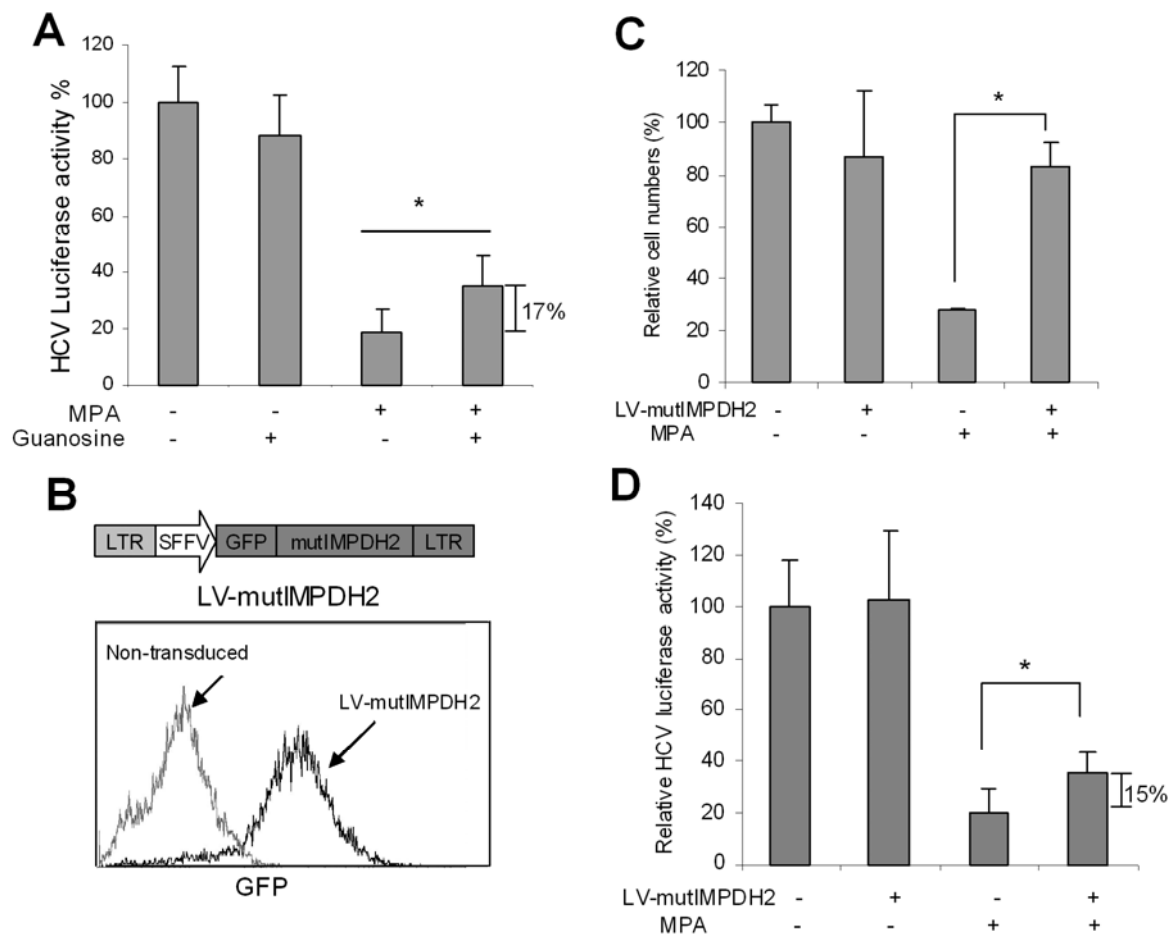 A
HCV Luciferase activity %
120
100
80
60
40
20
0
*
17%
MPA - - + +
Guanosine - + - +
B
LTR SFFV GFP mutIMPDH2 LTR
LV-mutIMPDH2
Non-transduced
LV-mutIMPDH2
GFP
C
Relative cell numbers (%)
120
100
80
60
40
20
0
*
LV-mutIMPDH2 - + - +
MPA - - + +
D
Relative HCV luciferase activity (%)
140
120
100
80
60
40
20
0
*
15%
LV-mutIMPDH2 - + - +
MPA - - + +